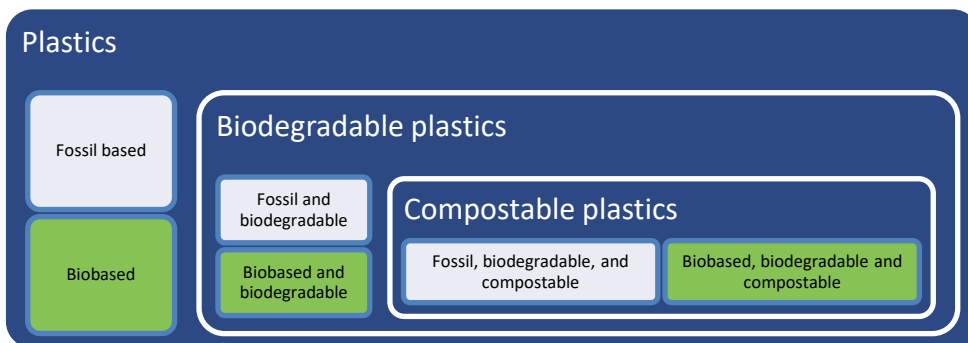 Plastics
Fossil based
Biobased
Biodegradable plastics
Fossil and
biodegradable
Biobased and
biodegradable
Compostable plastics
Fossil, biodegradable, and
compostable
Biobased, biodegradable and
compostable